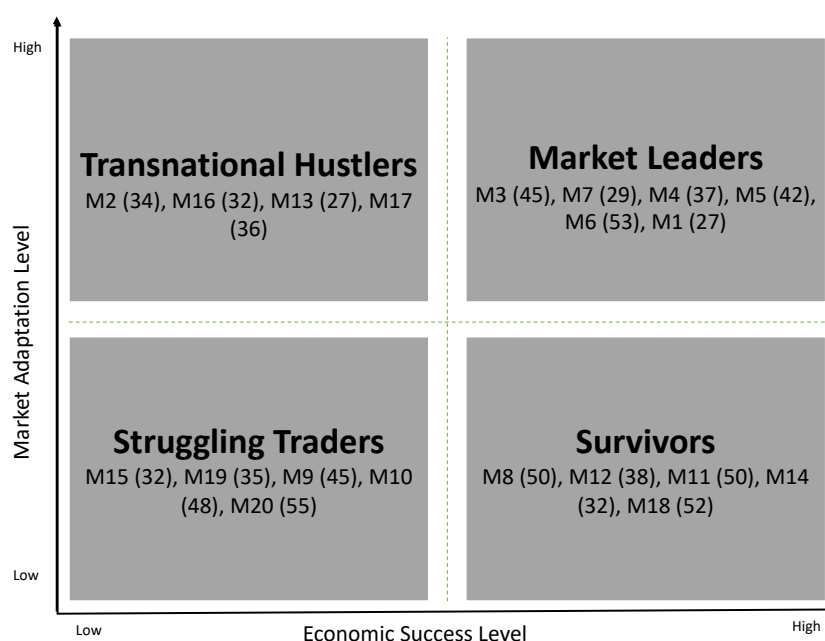 High
Transnational Hustlers
M2 (34), M16 (32), M13 (27), M17
(36)
Market Leaders
M3 (45), M7 (29), M4 (37), M5 (42),
M6 (53), M1 (27)
Market Adaptation Level
Struggling Traders
M15 (32), M19 (35), M9 (45), M10
(48), M20 (55)
Survivors
M8 (50), M12 (38), M11 (50), M14
(32), M18 (52)
Low
Low
Economic Success Level
High